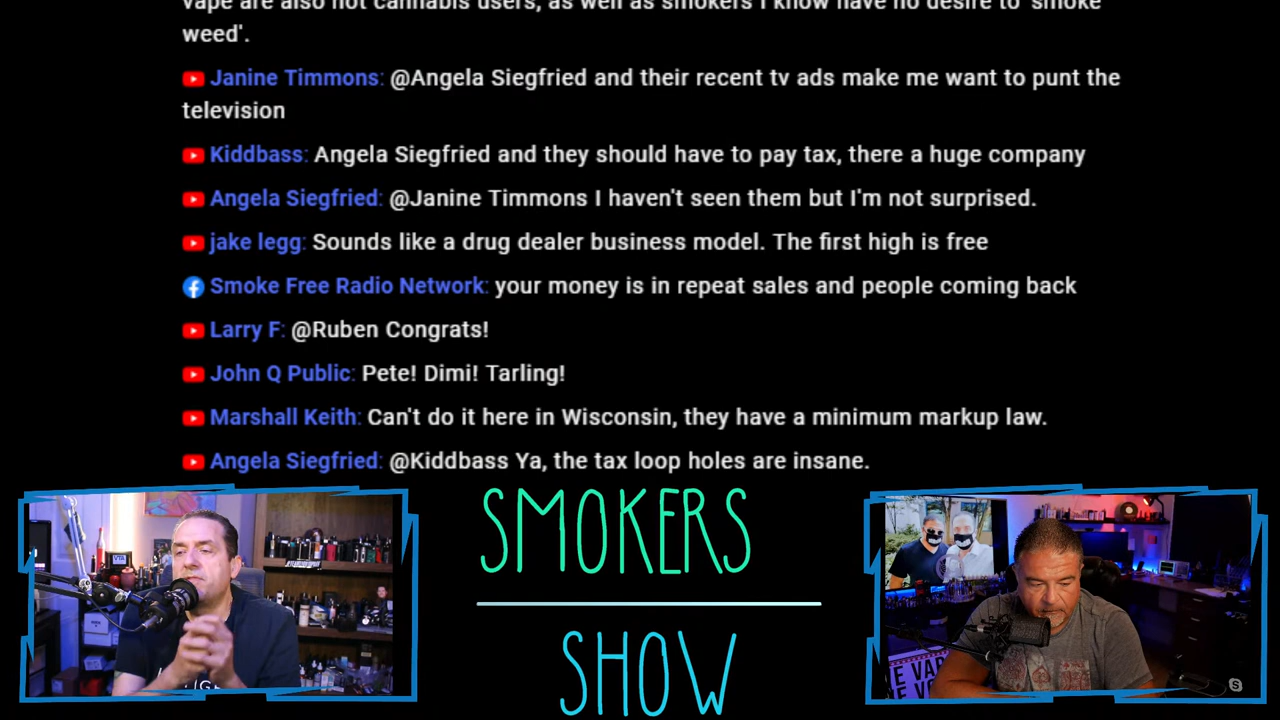 vape are also not cannabis users, as well as smokers I know have no desire to 'smoke
weed'.
Janine Timmons: @Angela Siegfried and their recent tv ads make me want to punt the
television
Kiddbass: Angela Siegfried and they should have to pay tax, there a huge company
Angela Siegfried: @Janine Timmons I haven't seen them but I'm not surprised.
jake legg: Sounds like a drug dealer business model. The first high is free
Smoke Free Radio Network: your money is in repeat sales and people coming back
Larry F: @Ruben Congrats!
John Q Public: Pete! Dimi! Tarling!
Marshall Keith: Can't do it here in Wisconsin, they have a minimum markup law.
Angela Siegfried: @Kiddbass Ya, the tax loop holes are insane.
SMOKERS
SHOW
VTA
E VAP
E VO